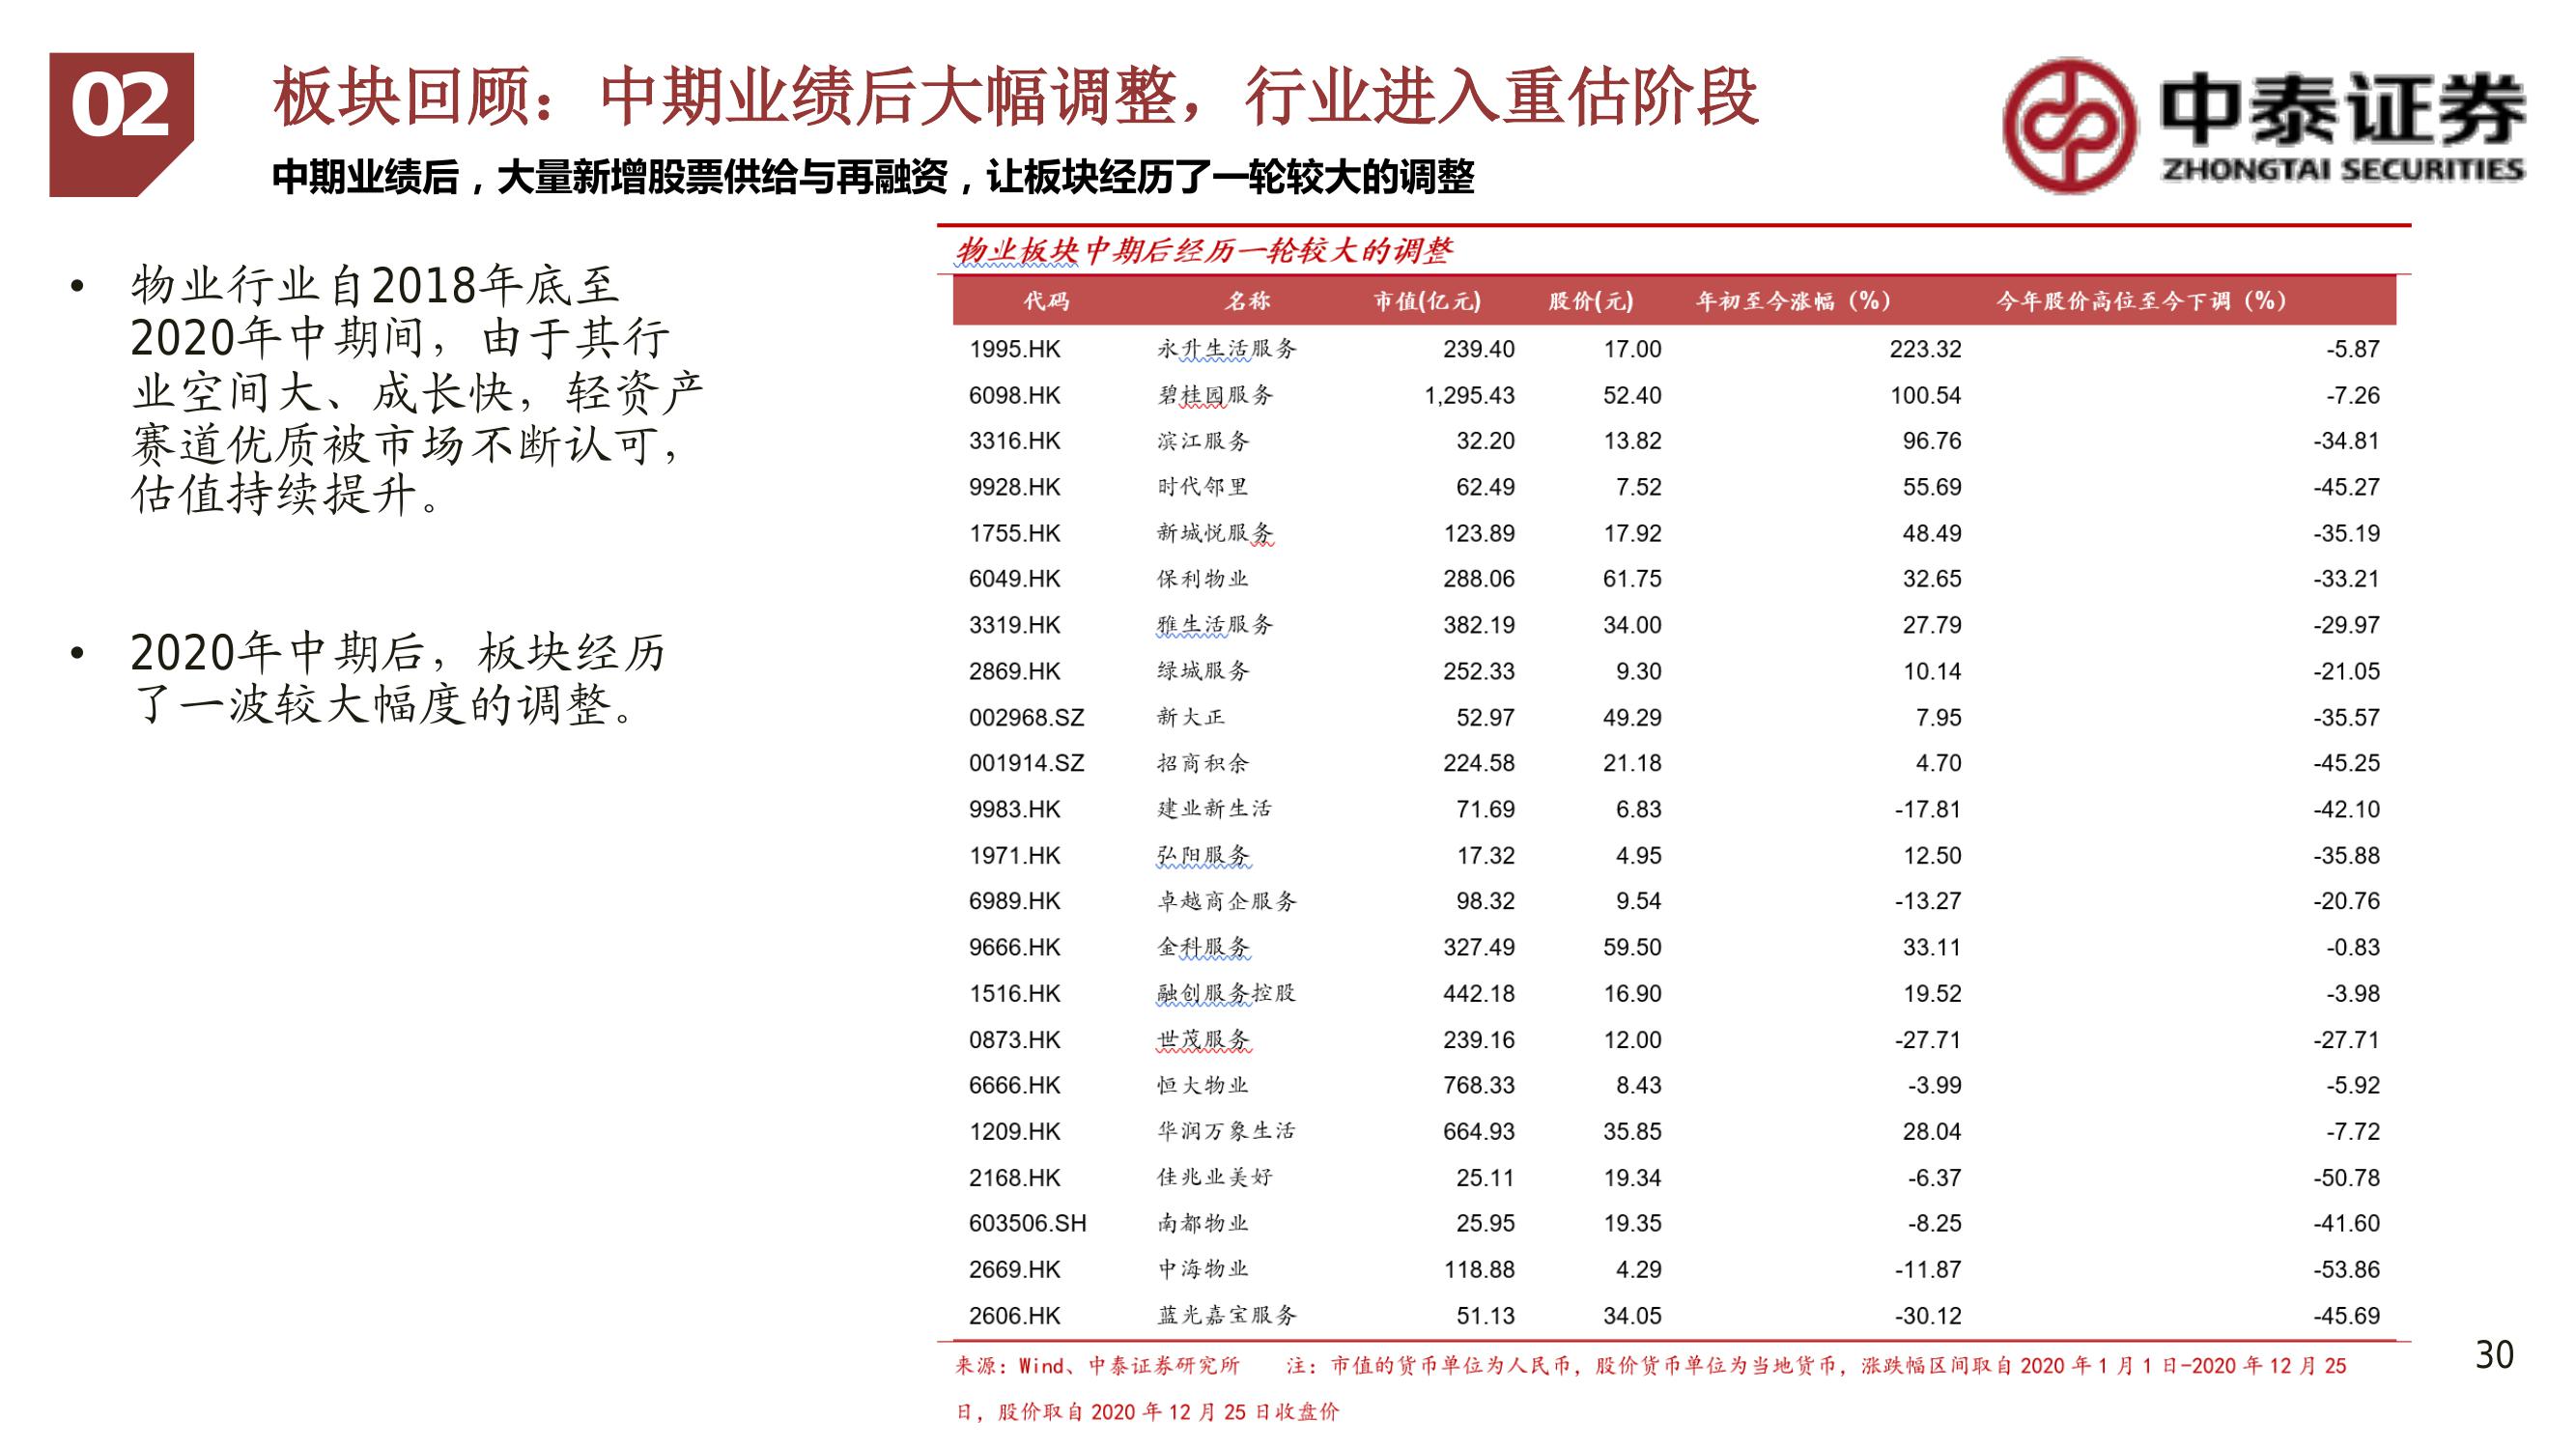 02
板块回顾：中期业绩后大幅调整，行业进入重估阶段
中泰证券
ZHONGTAI SECURITIES
中期业绩后，大量新增股票供给与再融资，让板块经历了一轮较大的调整
• 物业行业自2018年底至
2020年中期间，由于其行
业空间大、成长快，轻资产
赛道优质被市场不断认可，
估值持续提升。
• 2020年中期后，板块经历
了一波较大幅度的调整。
物业板块中期后经历一轮较大的调整
代码 名称 市值(亿元) 股价(元) 年初至今涨幅（%） 今年股价高位至今下调（%）
1995.HK 永升生活服务 239.40 17.00 223.32 -5.87
6098.HK 碧桂园服务 1,295.43 52.40 100.54 -7.26
3316.HK 滨江服务 32.20 13.82 96.76 -34.81
9928.HK 时代邻里 62.49 7.52 55.69 -45.27
1755.HK 新城悦服务 123.89 17.92 48.49 -35.19
6049.HK 保利物业 288.06 61.75 32.65 -33.21
3319.HK 雅生活服务 382.19 34.00 27.79 -29.97
2869.HK 绿城服务 252.33 9.30 10.14 -21.05
002968.SZ 新大正 52.97 49.29 7.95 -35.57
001914.SZ 招商积余 224.58 21.18 4.70 -45.25
9983.HK 建业新生活 71.69 6.83 -17.81 -42.10
1971.HK 弘阳服务 17.32 4.95 12.50 -35.88
6989.HK 卓越商企服务 98.32 9.54 -13.27 -20.76
9666.HK 金科服务 327.49 59.50 33.11 -0.83
1516.HK 融创服务控股 442.18 16.90 19.52 -3.98
0873.HK 世茂服务 239.16 12.00 -27.71 -27.71
6666.HK 恒大物业 768.33 8.43 -3.99 -5.92
1209.HK 华润万象生活 664.93 35.85 28.04 -7.72
2168.HK 佳兆业美好 25.11 19.34 -6.37 -50.78
603506.SH 南都物业 25.95 19.35 -8.25 -41.60
2669.HK 中海物业 118.88 4.29 -11.87 -53.86
2606.HK 蓝光嘉宝服务 51.13 34.05 -30.12 -45.69
来源：Wind、中泰证券研究所 注：市值的货币单位为人民币，股价货币单位为当地货币，涨跌幅区间取自 2020 年 1 月 1 日-2020 年 12 月 25
日，股价取自 2020 年 12 月 25 日收盘价
30